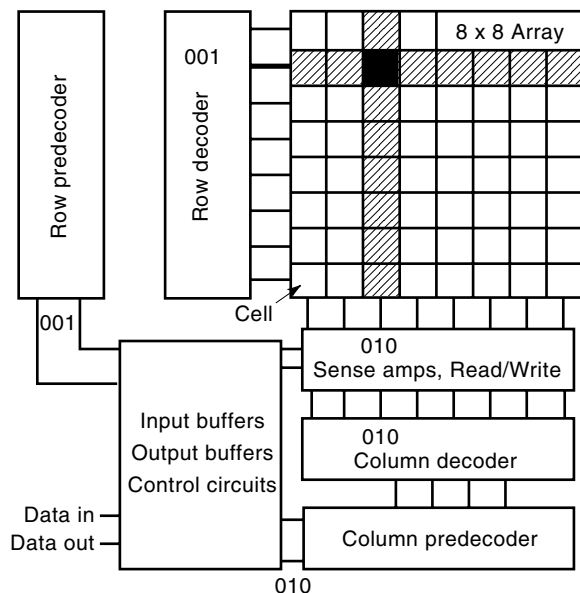 8 x 8 Array
001
Row predecoder
Row decoder
Cell
001
010
Sense amps, Read/Write
010
Column decoder
Input buffers
Output buffers
Control circuits
Data in
Data out
Column predecoder
010